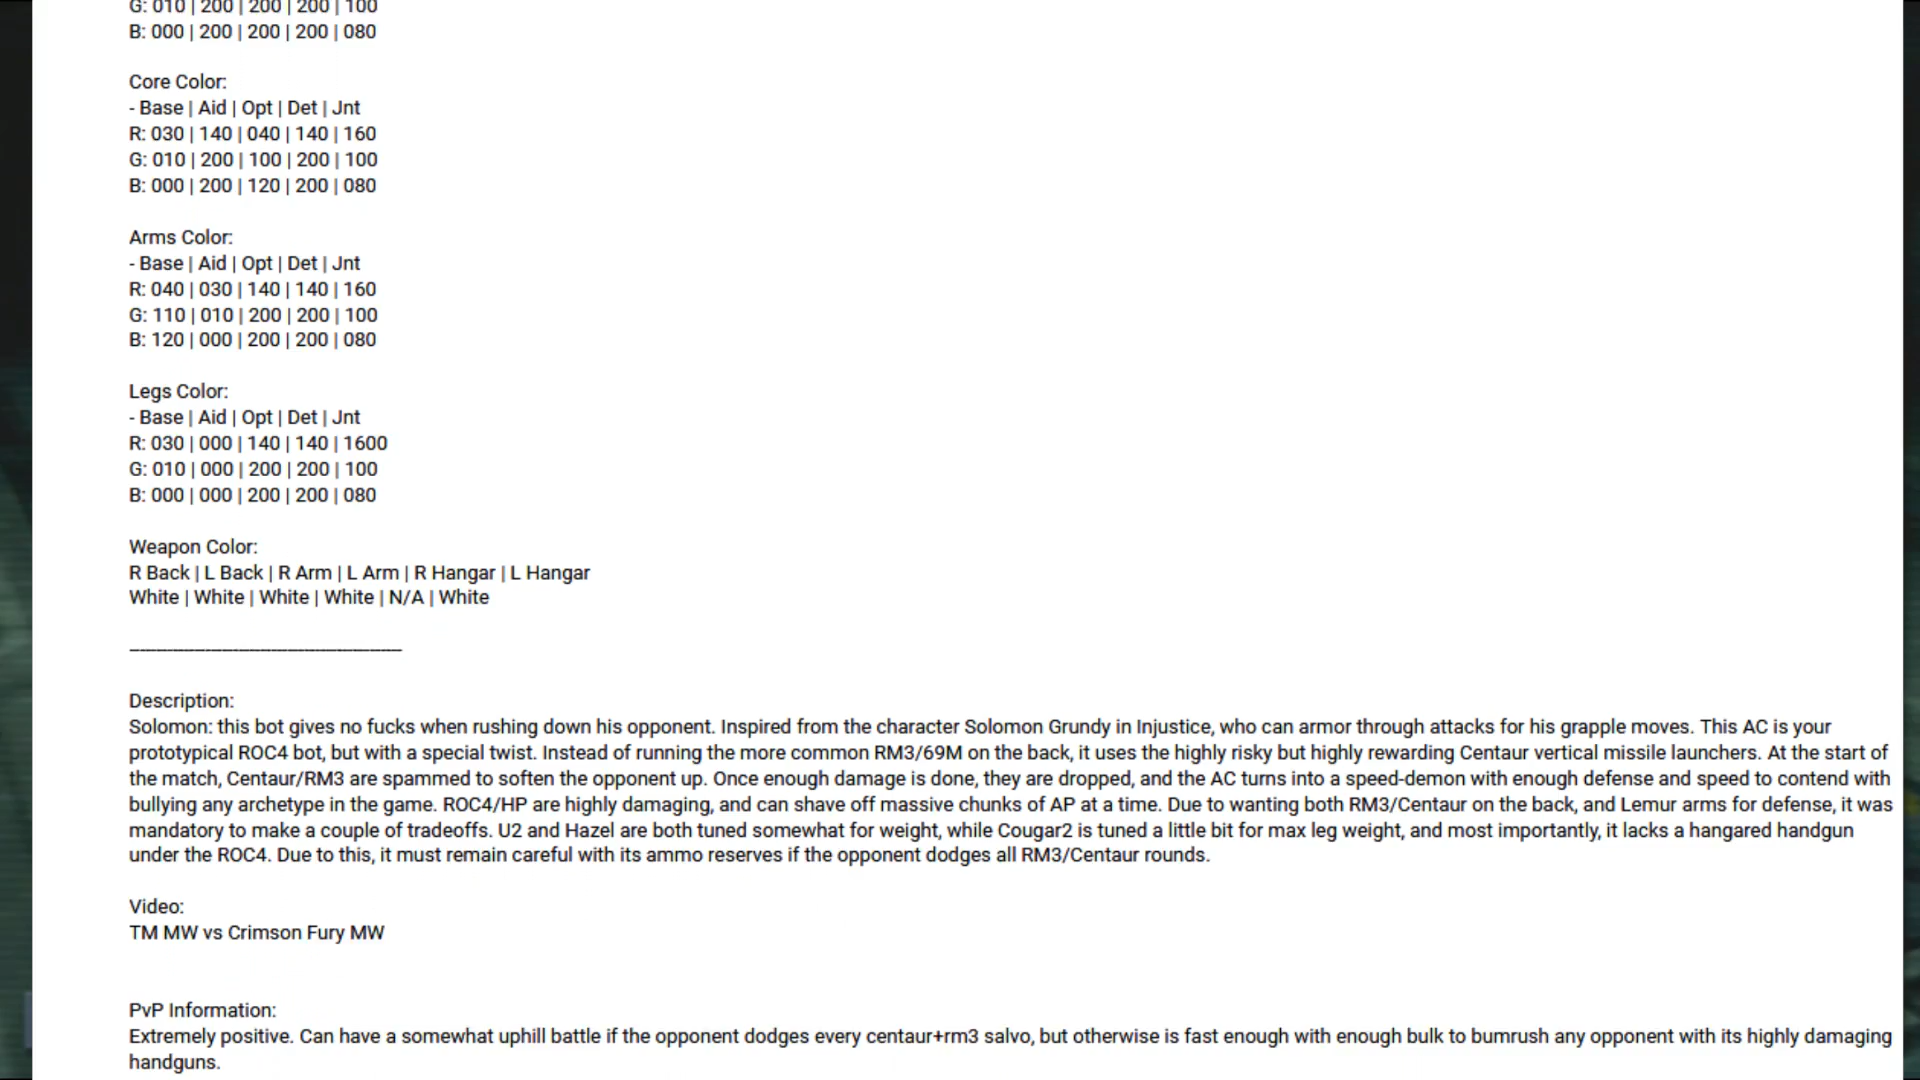 G: 010 | 200 | 200 | 200 | 100
B: 000 | 200 | 200 | 200 | 080
Core Color:
- Base | Aid | Opt | Det | Jnt
R: 030 | 140 | 040 | 140 | 160
G: 010 | 200 | 100 | 200 | 100
B: 000 | 200 | 120 | 200 | 080
Arms Color:
- Base | Aid | Opt | Det | Jnt
R: 040 | 030 | 140 | 140 | 160
G: 110 | 010 | 200 | 200 | 100
B: 120 | 000 | 200 | 200 | 080
Legs Color:
- Base | Aid | Opt | Det | Jnt
R: 030 | 000 | 140 | 140 | 1600
G: 010 | 000 | 200 | 200 | 100
B: 000 | 000 | 200 | 200 | 080
Weapon Color:
R Back | L Back | R Arm | L Arm | R Hangar | L Hangar
White | White | White | White | N/A | White
Description:
Solomon: this bot gives no fucks when rushing down his opponent. Inspired from the character Solomon Grundy in Injustice, who can armor through attacks for his grapple moves. This AC is your
prototypical ROC4 bot, but with a special twist. Instead of running the more common RM3/69M on the back, it uses the highly risky but highly rewarding Centaur vertical missile launchers. At the start of
the match, Centaur/RM3 are spammed to soften the opponent up. Once enough damage is done, they are dropped, and the AC turns into a speed-demon with enough defense and speed to contend with
bullying any archetype in the game. ROC4/HP are highly damaging, and can shave off massive chunks of AP at a time. Due to wanting both RM3/Centaur on the back, and Lemur arms for defense, it was
mandatory to make a couple of tradeoffs. U2 and Hazel are both tuned somewhat for weight, while Cougar2 is tuned a little bit for max leg weight, and most importantly, it lacks a hangared handgun
under the ROC4. Due to this, it must remain careful with its ammo reserves if the opponent dodges all RM3/Centaur rounds.
Video:
TM MW vs Crimson Fury MW
PvP Information:
Extremely positive. Can have a somewhat uphill battle if the opponent dodges every centaur+rm3 salvo, but otherwise is fast enough with enough bulk to bumrush any opponent with its highly damaging
handguns.